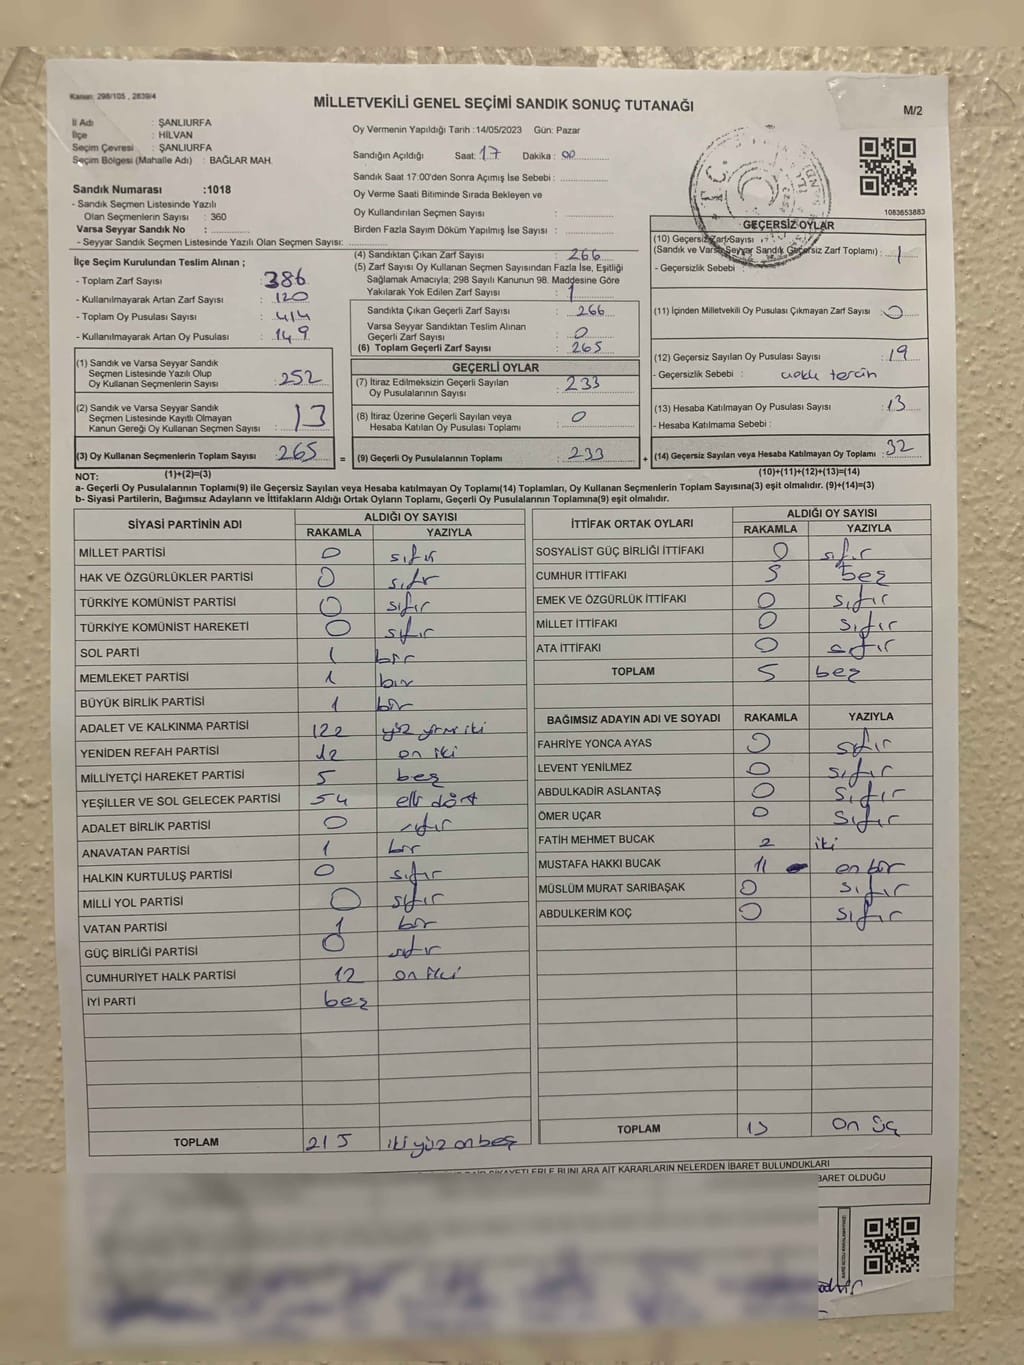 Kanun: 298/105 , 2839/4
MİLLETVEKİLİ GENEL SEÇİMİ SANDIK SONUÇ TUTANAĞI
M/2
İl Adı : ŞANLIURFA
İlçe : HİLVAN
Seçim Çevresi : ŞANLIURFA
Seçim Bölgesi (Mahalle Adı) : BAĞLAR MAH.
Sandık Numarası :1018
- Sandık Seçmen Listesinde Yazılı
Olan Seçmenlerin Sayısı : 360
Varsa Seyyar Sandık No :
- Seyyar Sandık Seçmen Listesinde Yazılı Olan Seçmen Sayısı:
Oy Vermenin Yapıldığı Tarih :14/05/2023 Gün: Pazar
Sandığın Açıldığı Saat: 17 Dakika: 00
Sandık Saat 17:00'den Sonra Açımış İse Sebebi :
Oy Verme Saati Bitiminde Sırada Bekleyen ve
Oy Kullandırılan Seçmen Sayısı :
Birden Fazla Sayım Döküm Yapılmış İse Sayısı :
1083653883
İlçe Seçim Kurulundan Teslim Alınan ;
- Toplam Zarf Sayısı : 386
- Kullanılmayarak Artan Zarf Sayısı : 120
- Toplam Oy Pusulası Sayısı : 414
- Kullanılmayarak Artan Oy Pusulası : 149
(1) Sandık ve Varsa Seyyar Sandık
Seçmen Listesinde Yazılı Olup
Oy Kullanan Seçmenlerin Sayısı : 252
(2) Sandık ve Varsa Seyyar Sandık
Seçmen Listesinde Kayıtlı Olmayan
Kanun Gereği Oy Kullanan Seçmen Sayısı : 13
(3) Oy Kullanan Seçmenlerin Toplam Sayısı : 265
(4) Sandıktan Çıkan Zarf Sayısı : 266
(5) Zarf Sayısı Oy Kullanan Seçmen Sayısından Fazla İse, Eşitliği
Sağlamak Amacıyla; 298 Sayılı Kanunun 98. Maddesine Göre
Yakılarak Yok Edilen Zarf Sayısı : 1
Sandıkta Çıkan Geçerli Zarf Sayısı : 266
Varsa Seyyar Sandıktan Teslim Alınan
Geçerli Zarf Sayısı : 0
(6) Toplam Geçerli Zarf Sayısı : 265
GEÇERLİ OYLAR
(7) İtiraz Edilmeksizin Geçerli Sayılan
Oy Pusulalarının Sayısı : 233
(8) İtiraz Üzerine Geçerli Sayılan veya
Hesaba Katılan Oy Pusulası Toplamı : 0
= (9) Geçerli Oy Pusulalarının Toplamı : 233
GEÇERSİZ OYLAR
(10) Geçersiz Zarf Sayısı
(Sandık ve Varsa Seyyar Sandık Geçersiz Zarf Toplamı) : 1
- Geçersizlik Sebebi :
(11) İçinden Milletvekili Oy Pusulası Çıkmayan Zarf Sayısı : 0
(12) Geçersiz Sayılan Oy Pusulası Sayısı : 19
- Geçersizlik Sebebi : tercih
(13) Hesaba Katılmayan Oy Pusulası Sayısı : 13
- Hesaba Katılmama Sebebi :
+ (14) Geçersiz Sayılan veya Hesaba Katılmayan Oy Toplamı : 32
NOT: (1)+(2)=(3)
(10)+(11)+(12)+(13)=(14)
a- Geçerli Oy Pusulalarının Toplamı(9) ile Geçersiz Sayılan veya Hesaba katılmayan Oy Toplamı(14) Toplamları, Oy Kullanan Seçmenlerin Toplam Sayısına(3) eşit olmalıdır. (9)+(14)=(3)
b- Siyasi Partilerin, Bağımsız Adayların ve İttifakların Aldığı Ortak Oyların Toplamı, Geçerli Oy Pusulalarının Toplamına(9) eşit olmalıdır.
SİYASİ PARTİNİN ADI
ALDIĞI OY SAYISI
RAKAMLA YAZIYLA
MİLLET PARTİSİ 0 sıfır
HAK VE ÖZGÜRLÜKLER PARTİSİ 0 sıfır
TÜRKİYE KOMÜNİST PARTİSİ 0 sıfır
TÜRKİYE KOMÜNİST HAREKETİ 0 sıfır
SOL PARTİ 1 bir
MEMLEKET PARTİSİ 1 bir
BÜYÜK BİRLİK PARTİSİ 1 bir
ADALET VE KALKINMA PARTİSİ 122 yüz yirmi iki
YENİDEN REFAH PARTİSİ 12 on iki
MİLLİYETÇİ HAREKET PARTİSİ 5 beş
YEŞİLLER VE SOL GELECEK PARTİSİ 54 elli dört
ADALET BİRLİK PARTİSİ 0 sıfır
ANAVATAN PARTİSİ 1 bir
HALKIN KURTULUŞ PARTİSİ 0 sıfır
MİLLİ YOL PARTİSİ 0 sıfır
VATAN PARTİSİ 1 bir
GÜÇ BİRLİĞİ PARTİSİ 0 sıfır
CUMHURİYET HALK PARTİSİ 12 on iki
İYİ PARTİ beş
TOPLAM 215 iki yüz on beş
İTTİFAK ORTAK OYLARI
ALDIĞI OY SAYISI
RAKAMLA YAZIYLA
SOSYALİST GÜÇ BİRLİĞİ İTTİFAKI 0 sıfır
CUMHUR İTTİFAKI 5 beş
EMEK VE ÖZGÜRLÜK İTTİFAKI 0 sıfır
MİLLET İTTİFAKI 0 sıfır
ATA İTTİFAKI 0 sıfır
TOPLAM 5 beş
BAĞIMSIZ ADAYIN ADI VE SOYADI RAKAMLA YAZIYLA
FAHRİYE YONCA AYAS 0 sıfır
LEVENT YENİLMEZ 0 sıfır
ABDULKADİR ASLANTAŞ 0 sıfır
ÖMER UÇAR 0 sıfır
FATİH MEHMET BUCAK 2 iki
MUSTAFA HAKKI BUCAK 11 on bir
MÜSLÜM MURAT SARIBAŞAK 0 sıfır
ABDULKERİM KOÇ 0 sıfır
TOPLAM 13 on üç
KARARLARIN NELERDEN İBARET BULUNDUKLARI
BARET OLDUĞU